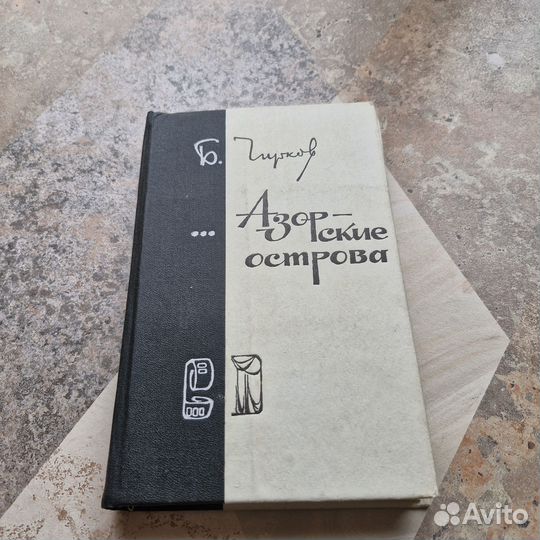 Б. Чирков
...Азор-
ские
острова
Avito